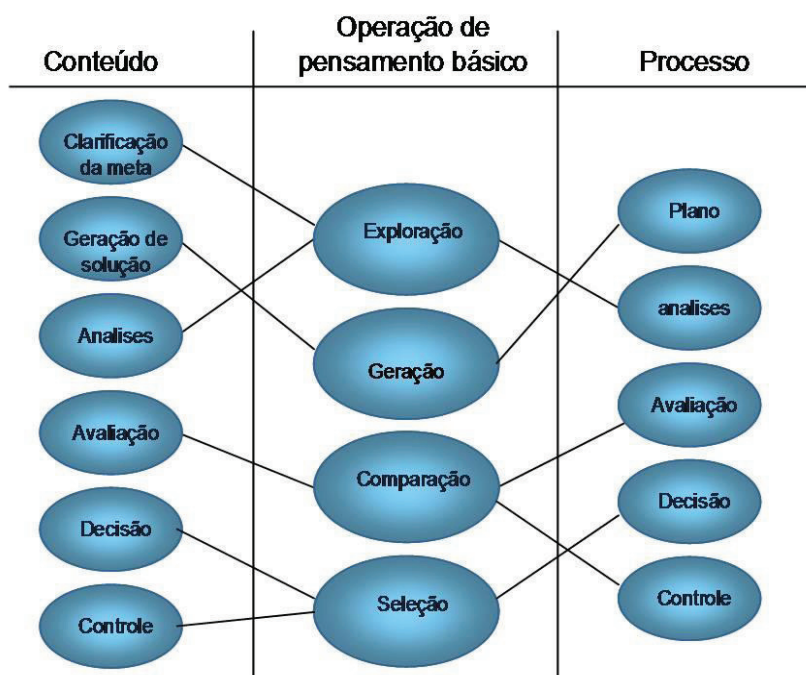 Conteúdo
Operação de
pensamento básico
Processo
Clarificação
da meta
Geração de
solução
Analises
Avaliação
Decisão
Controle
Exploração
Geração
Comparação
Seleção
Plano
analises
Avaliação
Decisão
Controle